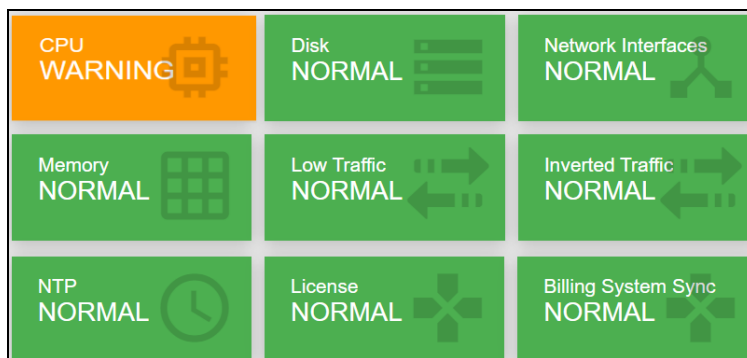 CPU
WARNING
Disk
NORMAL
Network Interfaces
NORMAL
Memory
NORMAL
Low Traffic
NORMAL
Inverted Traffic
NORMAL
NTP
NORMAL
License
NORMAL
Billing System Sync
NORMAL